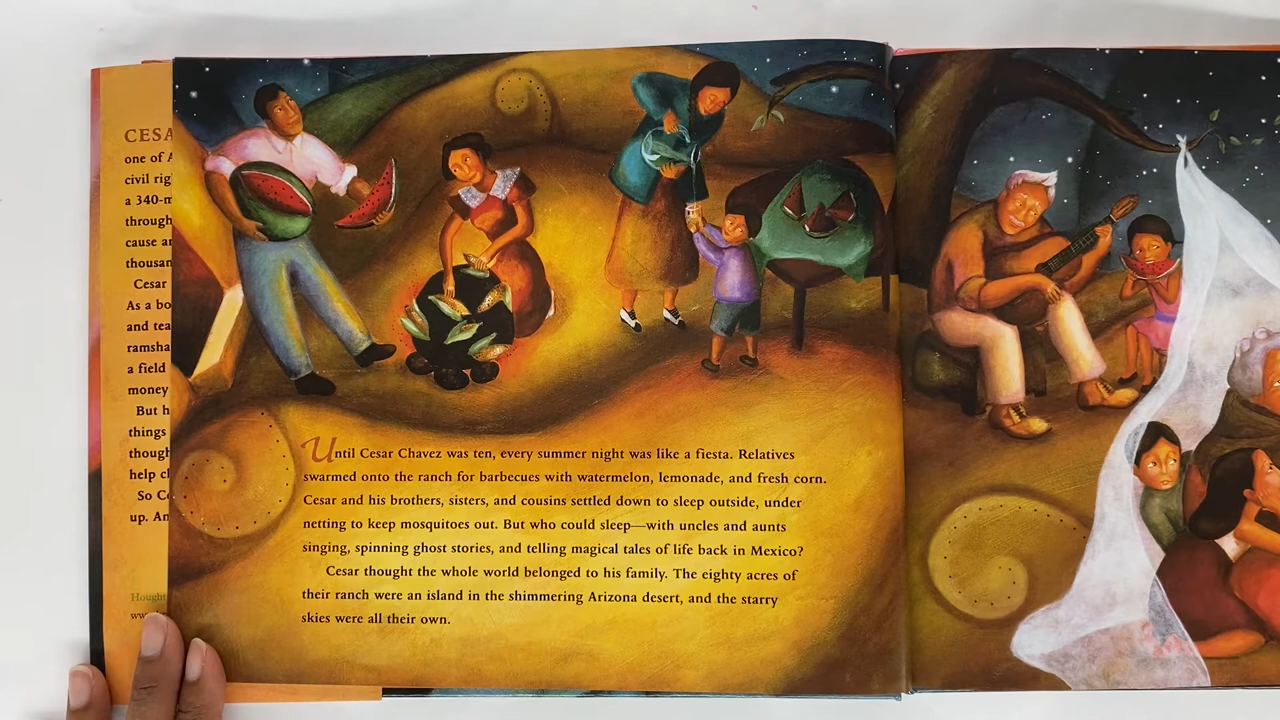 CESA
one of A
civil rig
a 340-m
through
cause an
thousan
Cesar
As a bo
and tea
ramsha
a field
money
But h
things
though
help cl
So Ce
up. An
Hought
www
Until Cesar Chavez was ten, every summer night was like a fiesta. Relatives
swarmed onto the ranch for barbecues with watermelon, lemonade, and fresh corn.
Cesar and his brothers, sisters, and cousins settled down to sleep outside, under
netting to keep mosquitoes out. But who could sleep—with uncles and aunts
singing, spinning ghost stories, and telling magical tales of life back in Mexico?
Cesar thought the whole world belonged to his family. The eighty acres of
their ranch were an island in the shimmering Arizona desert, and the starry
skies were all their own.